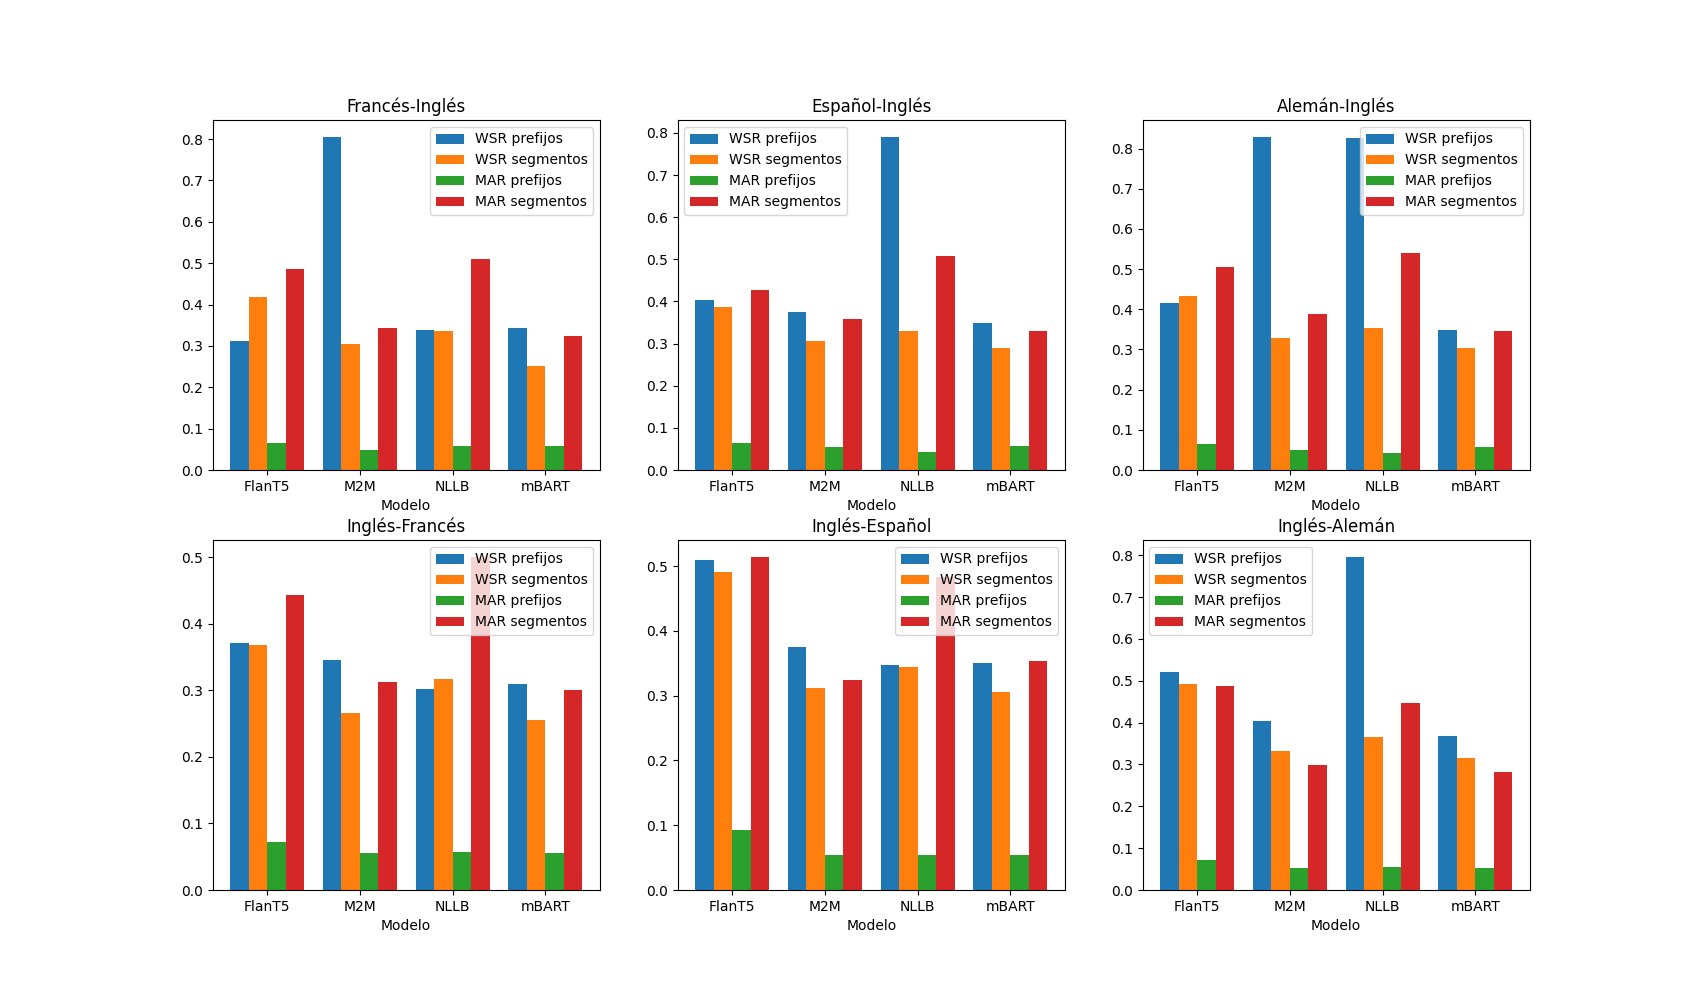 Francés-Inglés
0.8
0.7
0.6
0.5
0.4
0.3
0.2
0.1
0.0
WSR prefijos
WSR segmentos
MAR prefijos
MAR segmentos
FlanT5 M2M NLLB mBART
Modelo
Español-Inglés
0.8
0.7
0.6
0.5
0.4
0.3
0.2
0.1
0.0
WSR prefijos
WSR segmentos
MAR prefijos
MAR segmentos
FlanT5 M2M NLLB mBART
Modelo
Alemán-Inglés
0.8
0.7
0.6
0.5
0.4
0.3
0.2
0.1
0.0
WSR prefijos
WSR segmentos
MAR prefijos
MAR segmentos
FlanT5 M2M NLLB mBART
Modelo
Inglés-Francés
0.5
0.4
0.3
0.2
0.1
0.0
WSR prefijos
WSR segmentos
MAR prefijos
MAR segmentos
FlanT5 M2M NLLB mBART
Modelo
Inglés-Español
0.5
0.4
0.3
0.2
0.1
0.0
WSR prefijos
WSR segmentos
MAR prefijos
MAR segmentos
FlanT5 M2M NLLB mBART
Modelo
Inglés-Alemán
0.8
0.7
0.6
0.5
0.4
0.3
0.2
0.1
0.0
WSR prefijos
WSR segmentos
MAR prefijos
MAR segmentos
FlanT5 M2M NLLB mBART
Modelo